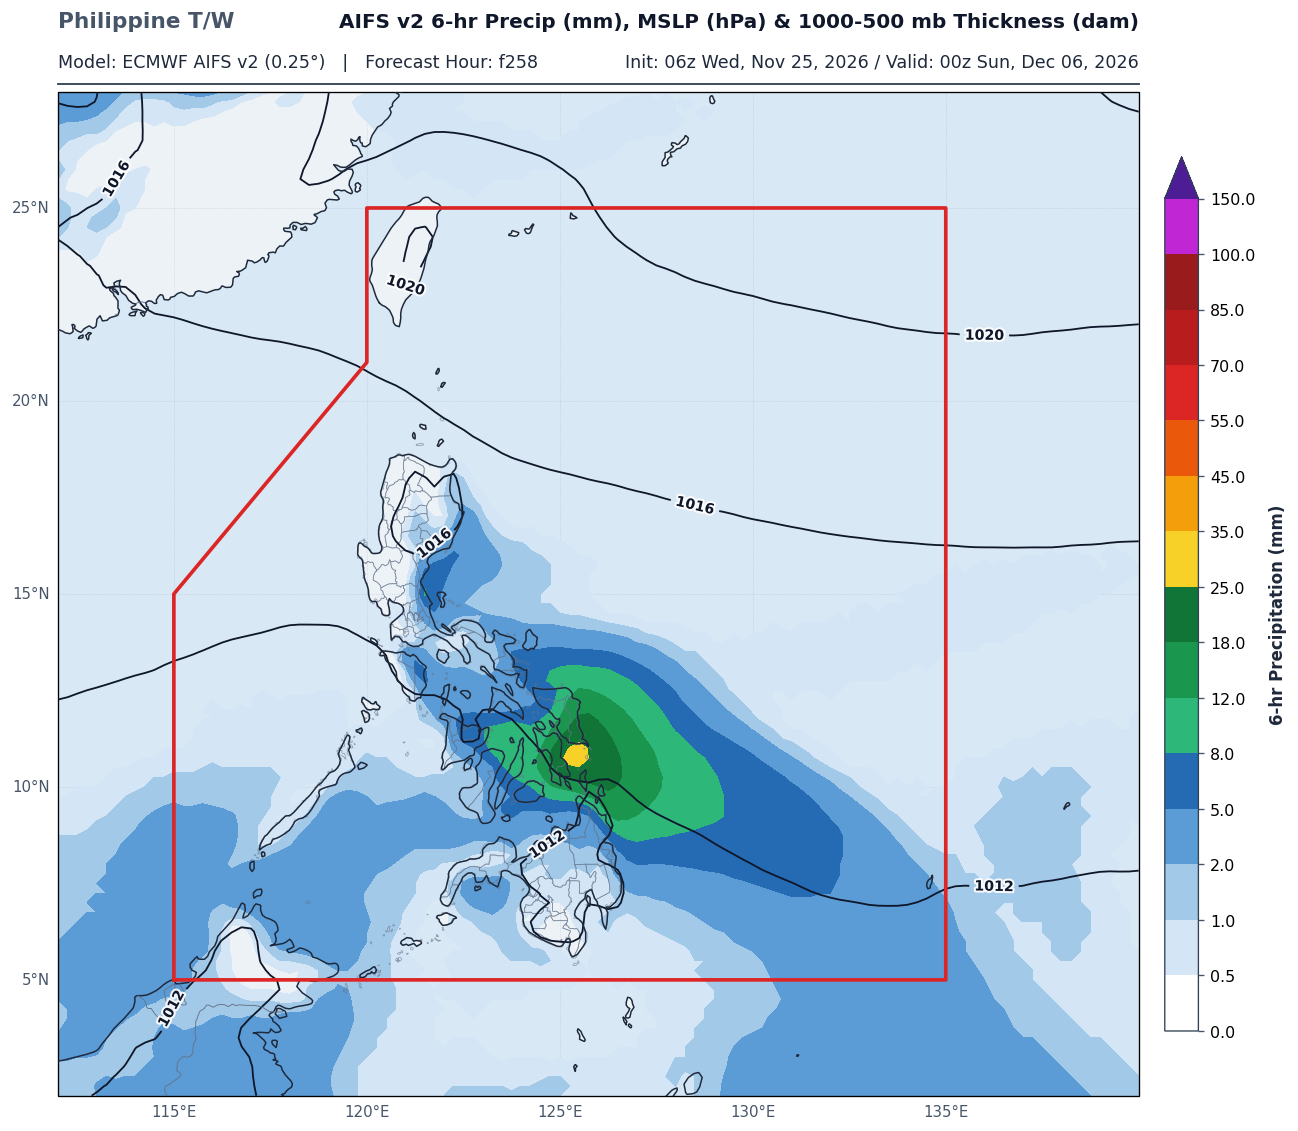 Philippine T/W
AIFS v2 6-hr Precip (mm), MSLP (hPa) & 1000-500 mb Thickness (dam)
Model: ECMWF AIFS v2 (0.25°) | Forecast Hour: f258
Init: 06z Wed, Nov 25, 2026 / Valid: 00z Sun, Dec 06, 2026
1016
25°N
1020
1020
20°N
1016
1016
15°N
10°N
1012
1012
5°N
1012
115°E
120°E
125°E
130°E
135°E
150.0
100.0
85.0
70.0
55.0
45.0
35.0
25.0
18.0
12.0
8.0
5.0
2.0
1.0
0.5
0.0
6-hr Precipitation (mm)